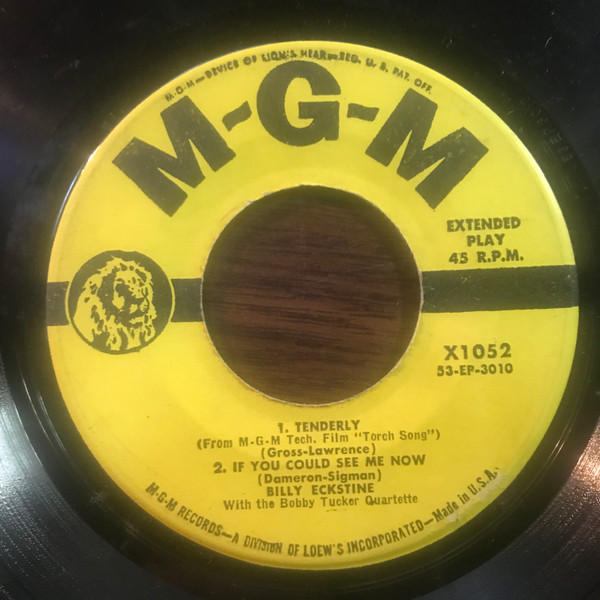 M-G-M—DEVICE OF LION'S HEAR—REG. U. S. PAT. OFF.
M-G-M
EXTENDED
PLAY
45 R.P.M.
X1052
53-EP-3010
1. TENDERLY
(From M-G-M Tech. Film "Torch Song")
(Gross-Lawrence)
2. IF YOU COULD SEE ME NOW
(Dameron-Sigman)
BILLY ECKSTINE
With the Bobby Tucker Quartette
M-G-M RECORDS—A DIVISION OF LOEW'S INCORPORATED—Made in U.S.A.